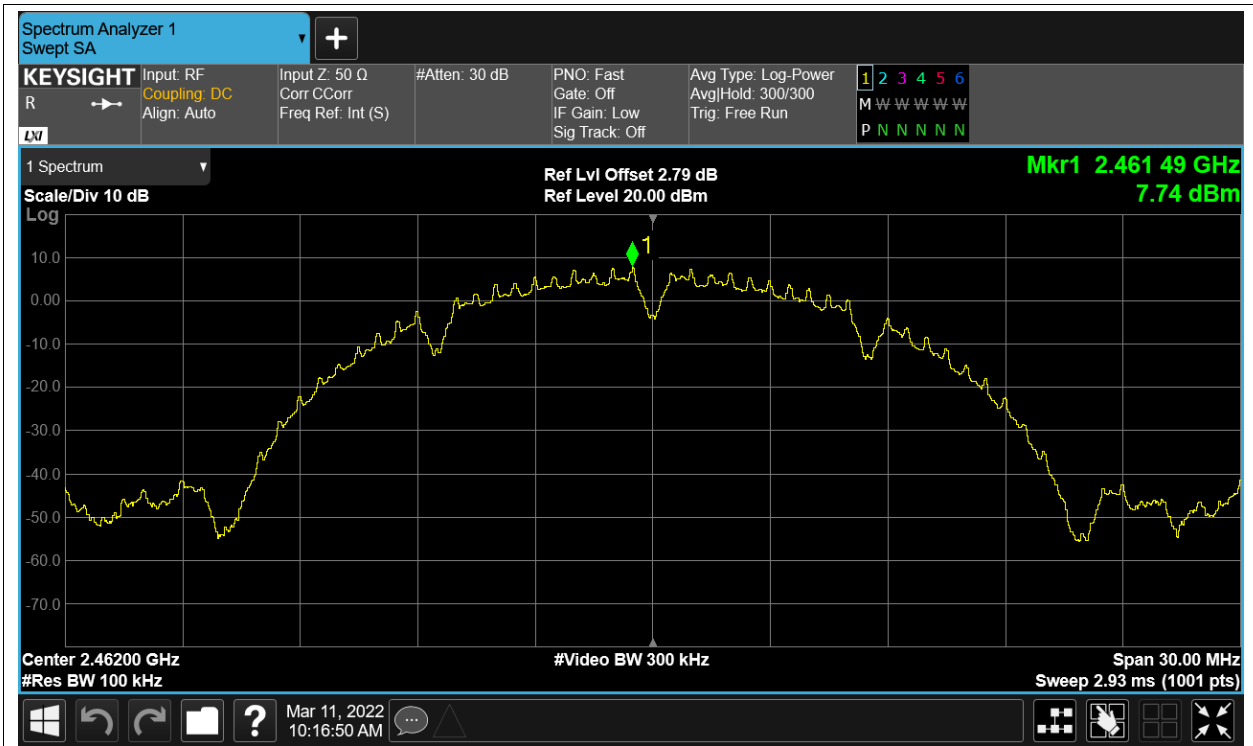 Spectrum Analyzer 1
Swept SA
KEYSIGHT
R
LXI
Input: RF
Coupling: DC
Align: Auto
Input Z: 50 Ω
Corr CCorr
Freq Ref: Int (S)
#Atten: 30 dB
PNO: Fast
Gate: Off
IF Gain: Low
Sig Track: Off
Avg Type: Log-Power
Avg|Hold: 300/300
Trig: Free Run
1 2 3 4 5 6
M W W W W W
P N N N N N
1 Spectrum
Scale/Div 10 dB
Log
Ref Lvl Offset 2.79 dB
Ref Level 20.00 dBm
Mkr1 2.461 49 GHz
7.74 dBm
1
10.0
0.00
-10.0
-20.0
-30.0
-40.0
-50.0
-60.0
-70.0
Center 2.46200 GHz
#Res BW 100 kHz
#Video BW 300 kHz
Span 30.00 MHz
Sweep 2.93 ms (1001 pts)
?
Mar 11, 2022
10:16:50 AM